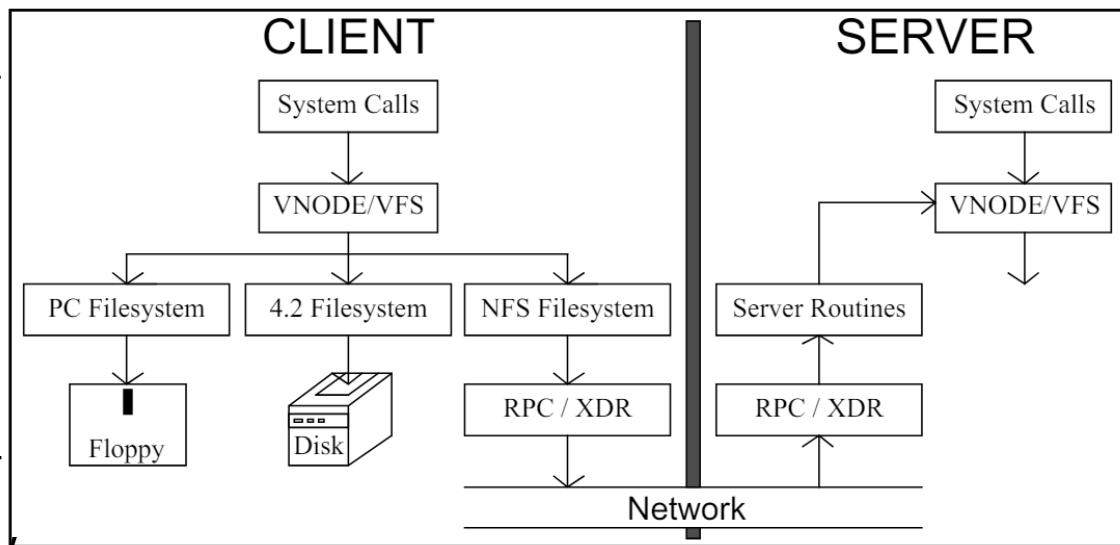 CLIENT
SERVER
System Calls
System Calls
VNODE/VFS
VNODE/VFS
PC Filesystem
4.2 Filesystem
NFS Filesystem
Server Routines
RPC / XDR
RPC / XDR
Floppy
Disk
Network